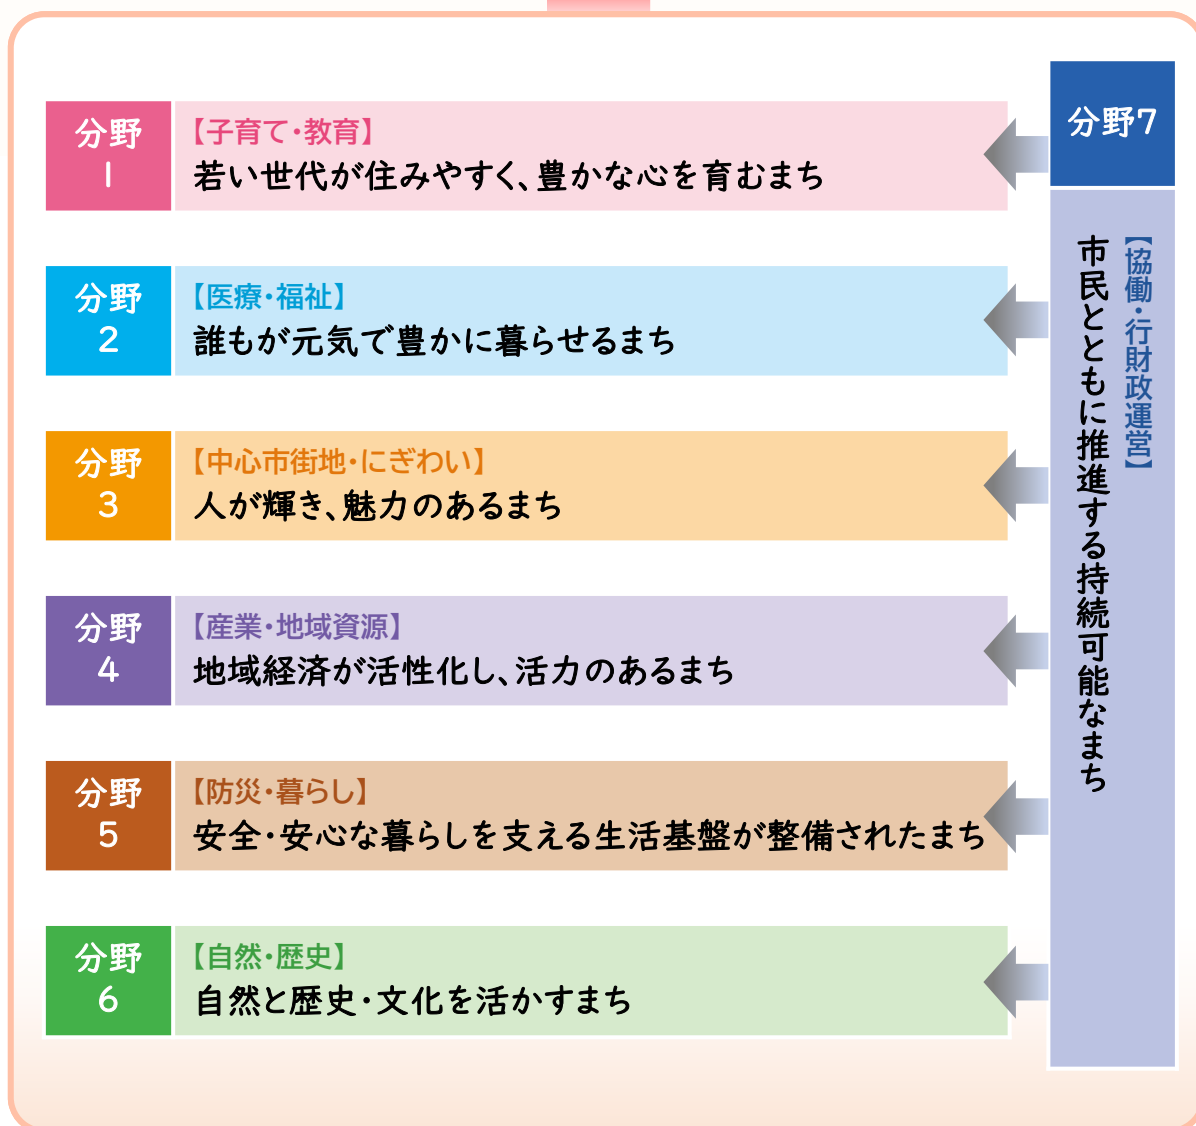 分野
1
【子育て・教育】
若い世代が住みやすく、豊かな心を育むまち
分野
2
【医療・福祉】
誰もが元気で豊かに暮らせるまち
分野
3
【中心市街地・にぎわい】
人が輝き、魅力のあるまち
分野
4
【産業・地域資源】
地域経済が活性化し、活力のあるまち
分野
5
【防災・暮らし】
安全・安心な暮らしを支える生活基盤が整備されたまち
分野
6
【自然・歴史】
自然と歴史・文化を活かすまち
分野7
【協働・行財政運営】
市民とともに推進する持続可能なまち